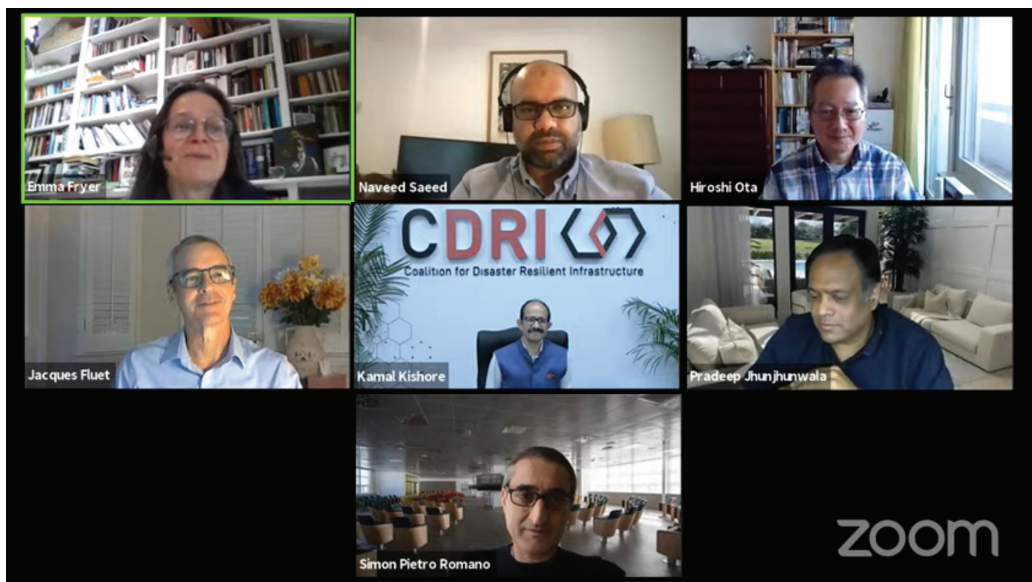 Emma Fryer
Naveed Saeed
Hiroshi Ota
Jacques Fluet
CDRI
Coalition for Disaster Resilient Infrastructure
Kamal Kishore
Pradeep Jhunjhunwala
Simon Pietro Romano
zoom